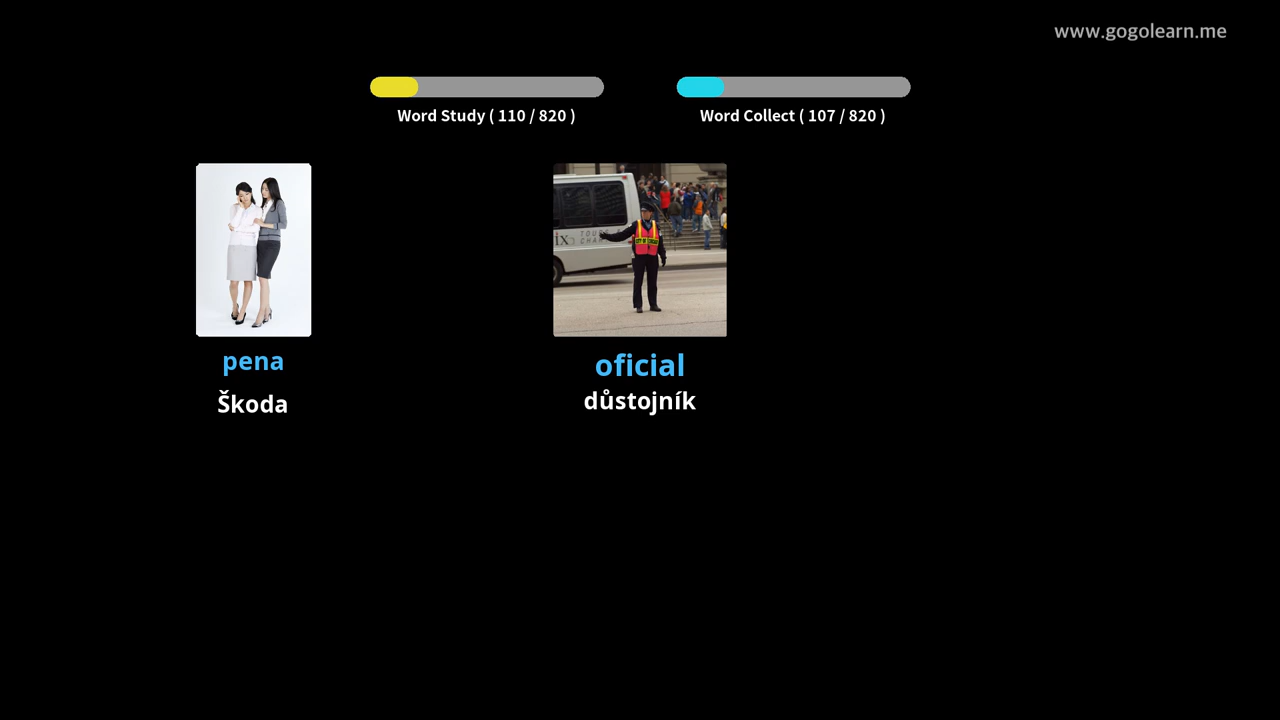 www.gogolearn.me
Word Study ( 110 / 820 )
Word Collect ( 107 / 820 )
pena
Škoda
oficial
důstojník